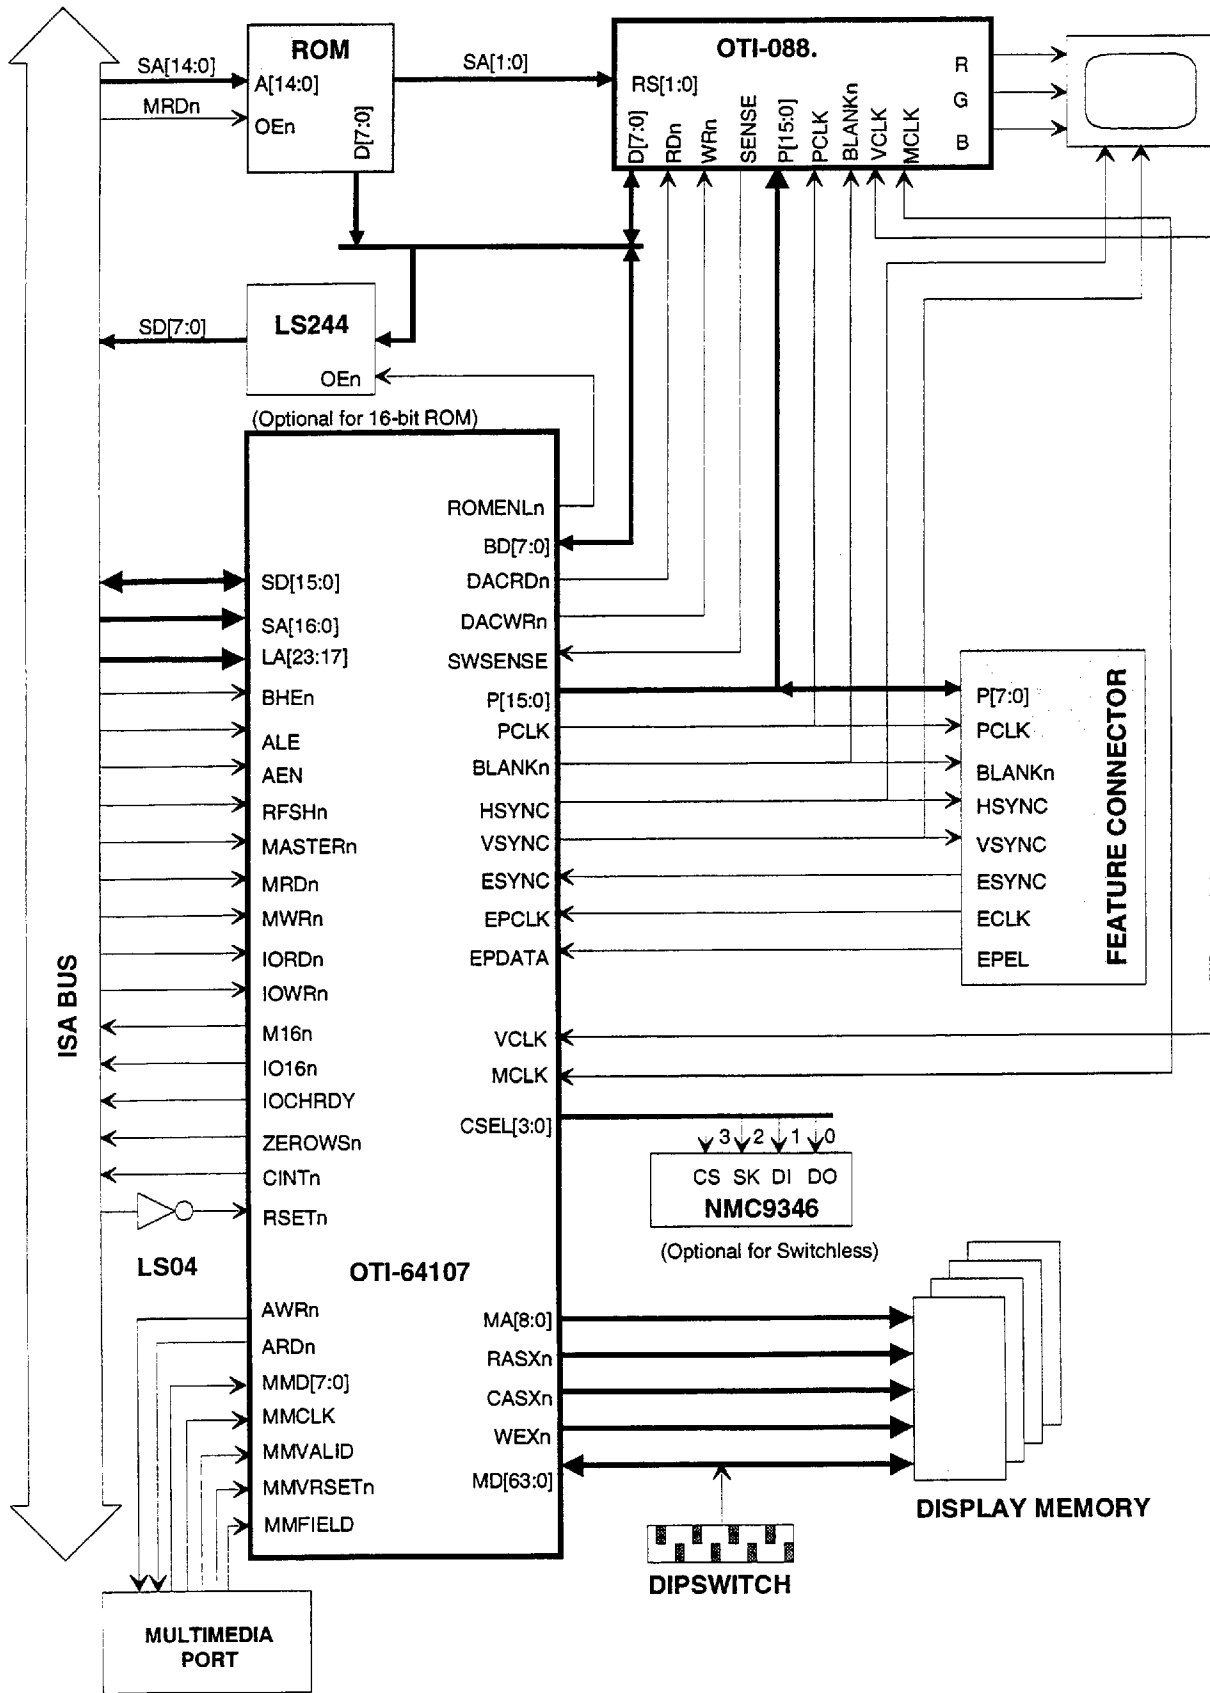 ROM
OTI-088.
SA[14:0]
A[14:0]
MRDn
OEn
D[7:0]
SA[1:0]
RS[1:0]
D[7:0]
RDn
WRn
SENSE
P[15:0]
PCLK
BLANKn
VCLK
MCLK
R
G
B
SD[7:0]
LS244
OEn
(Optional for 16-bit ROM)
ISA BUS
SD[15:0]
SA[16:0]
LA[23:17]
BHEn
ALE
AEN
RFSHn
MASTERn
MRDn
MWRn
IORDn
IOWRn
M16n
IO16n
IOCHRDY
ZEROWSn
CINTn
RSETn
LS04
OTI-64107
AWRn
ARDn
MMD[7:0]
MMCLK
MMVALID
MMVRSETn
MMFIELD
ROMENLn
BD[7:0]
DACRDn
DACWRn
SWSENSE
P[15:0]
PCLK
BLANKn
HSYNC
VSYNC
ESYNC
EPCLK
EPDATA
VCLK
MCLK
CSEL[3:0]
MA[8:0]
RASXn
CASXn
WEXn
MD[63:0]
P[7:0]
PCLK
BLANKn
HSYNC
VSYNC
ESYNC
ECLK
EPEL
FEATURE CONNECTOR
3 2 1 0
CS SK DI DO
NMC9346
(Optional for Switchless)
DISPLAY MEMORY
DIPSWITCH
MULTIMEDIA
PORT